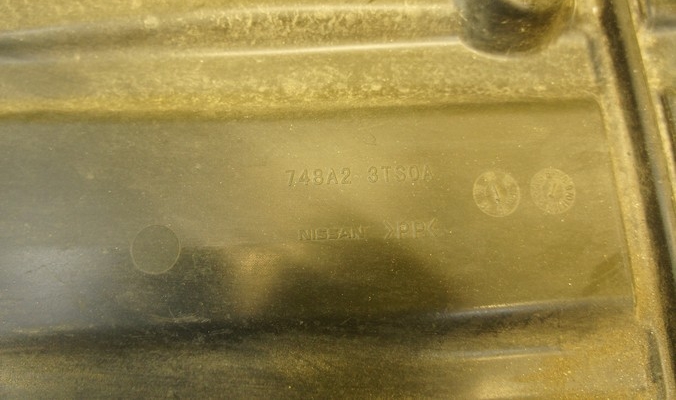 748A2 3TS0A
NISSAN >PP<